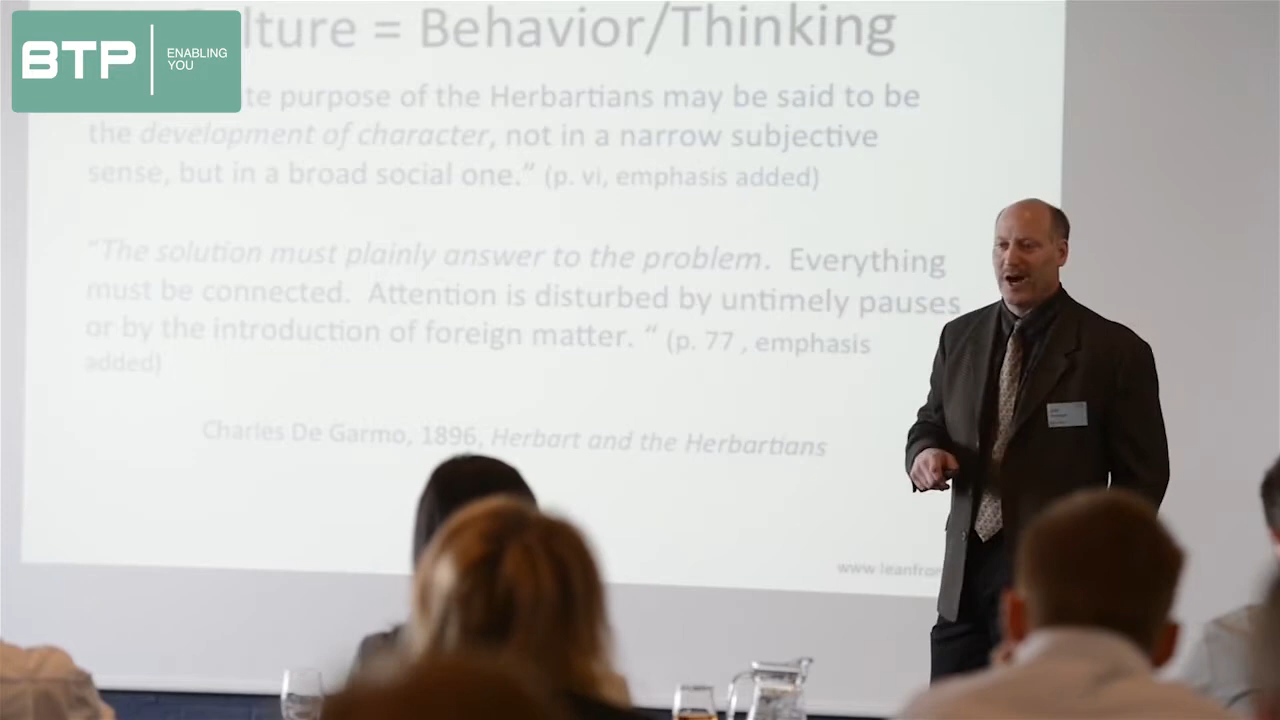 BTP ENABLING
YOU
lture = Behavior/Thinking
te purpose of the Herbartians may be said to be
the development of character, not in a narrow subjective
sense, but in a broad social one.” (p. vi, emphasis added)
“The solution must plainly answer to the problem. Everything
must be connected. Attention is disturbed by untimely pauses
or by the introduction of foreign matter. “ (p. 77 , emphasis
added)
Charles De Garmo, 1896, Herbart and the Herbartians
www.leanfron